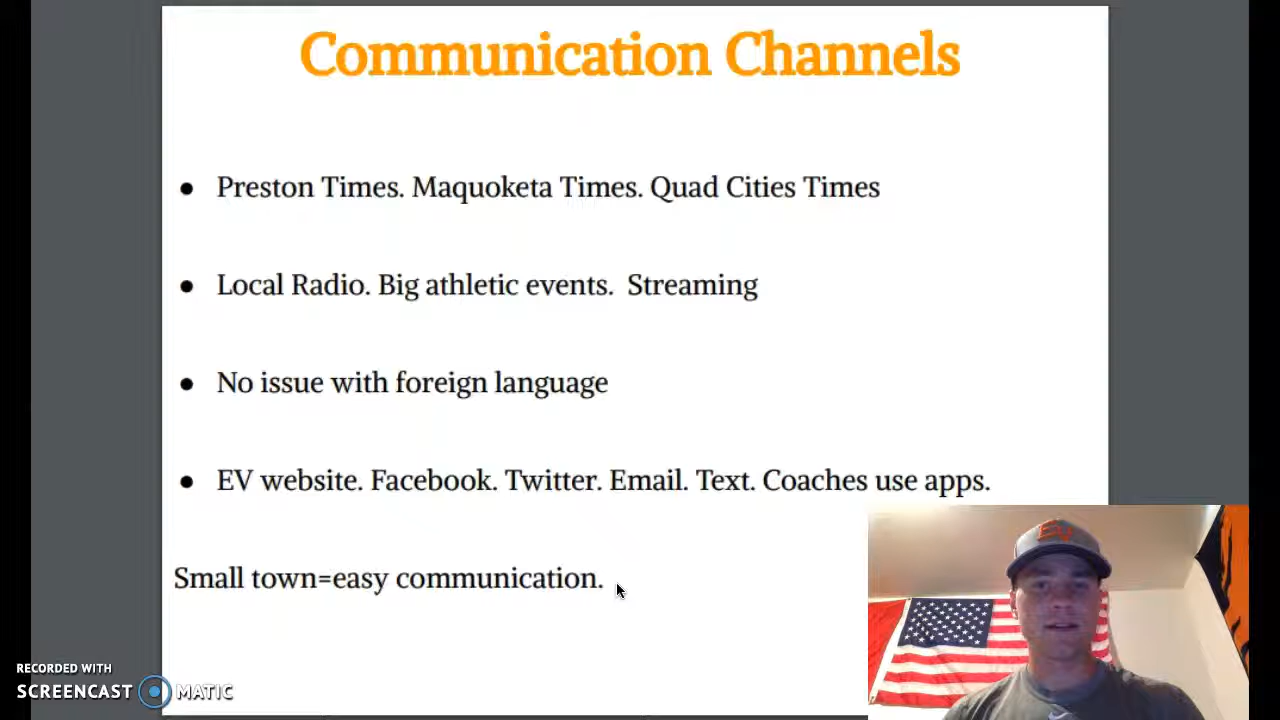 Communication Channels
● Preston Times. Maquoketa Times. Quad Cities Times
● Local Radio. Big athletic events.  Streaming
● No issue with foreign language
● EV website. Facebook. Twitter. Email. Text. Coaches use apps.
Small town=easy communication.
EV
RECORDED WITH
SCREENCAST MATIC